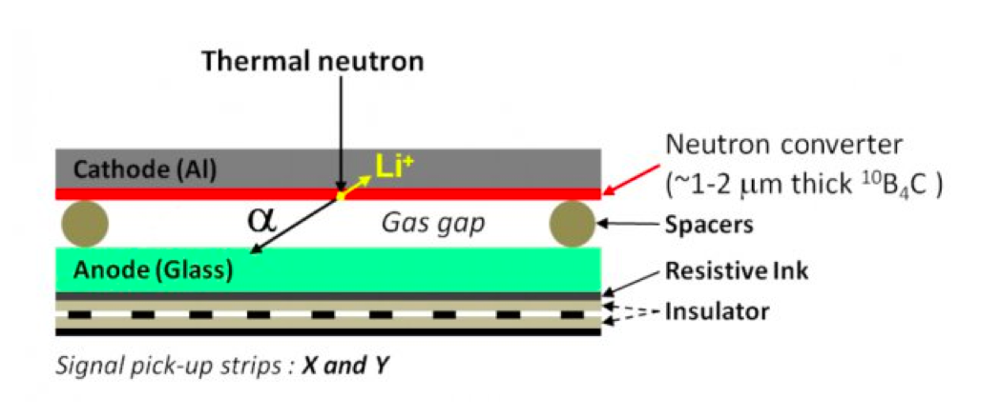 Thermal neutron
Cathode (Al)
Li⁺
Neutron converter
(~1-2 μm thick ¹⁰B₄C )
α
Gas gap
Spacers
Anode (Glass)
Resistive Ink
Insulator
Signal pick-up strips : X and Y